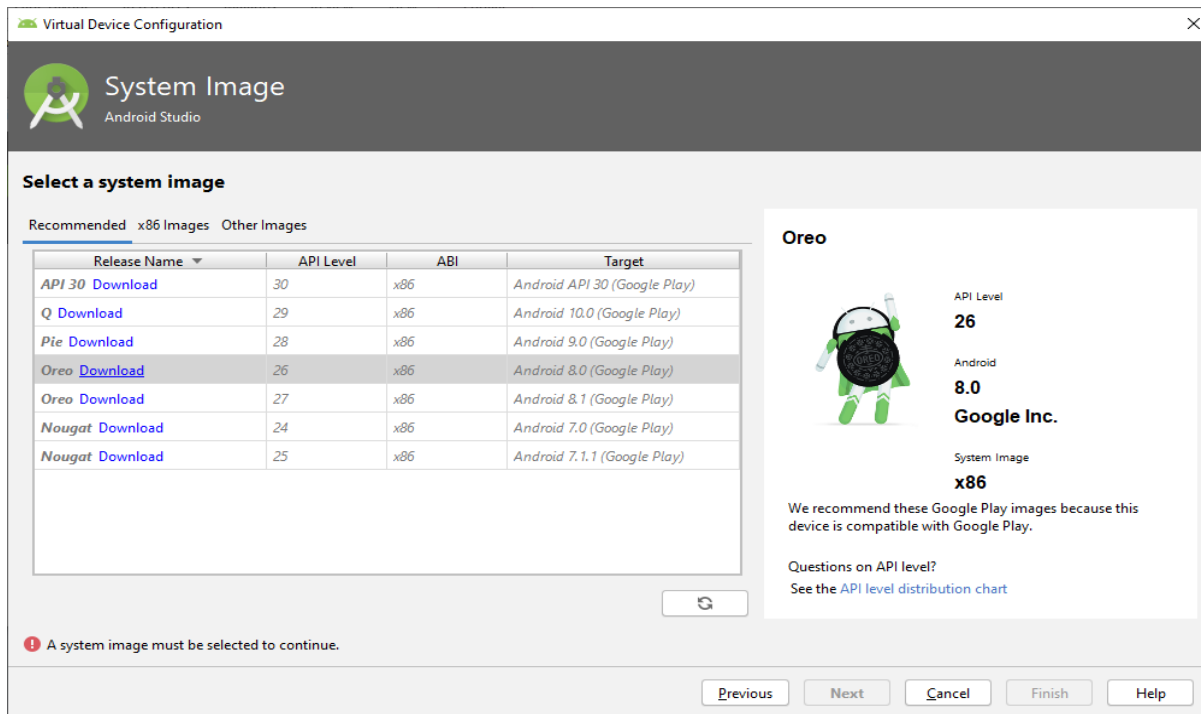 Virtual Device Configuration
System Image
Android Studio
Select a system image
Recommended x86 Images Other Images
Release Name API Level ABI Target
API 30 Download 30 x86 Android API 30 (Google Play)
Q Download 29 x86 Android 10.0 (Google Play)
Pie Download 28 x86 Android 9.0 (Google Play)
Oreo Download 26 x86 Android 8.0 (Google Play)
Oreo Download 27 x86 Android 8.1 (Google Play)
Nougat Download 24 x86 Android 7.0 (Google Play)
Nougat Download 25 x86 Android 7.1.1 (Google Play)
Oreo
OREO
API Level
26
Android
8.0
Google Inc.
System Image
x86
We recommend these Google Play images because this
device is compatible with Google Play.
Questions on API level?
See the API level distribution chart
A system image must be selected to continue.
Previous Next Cancel Finish Help